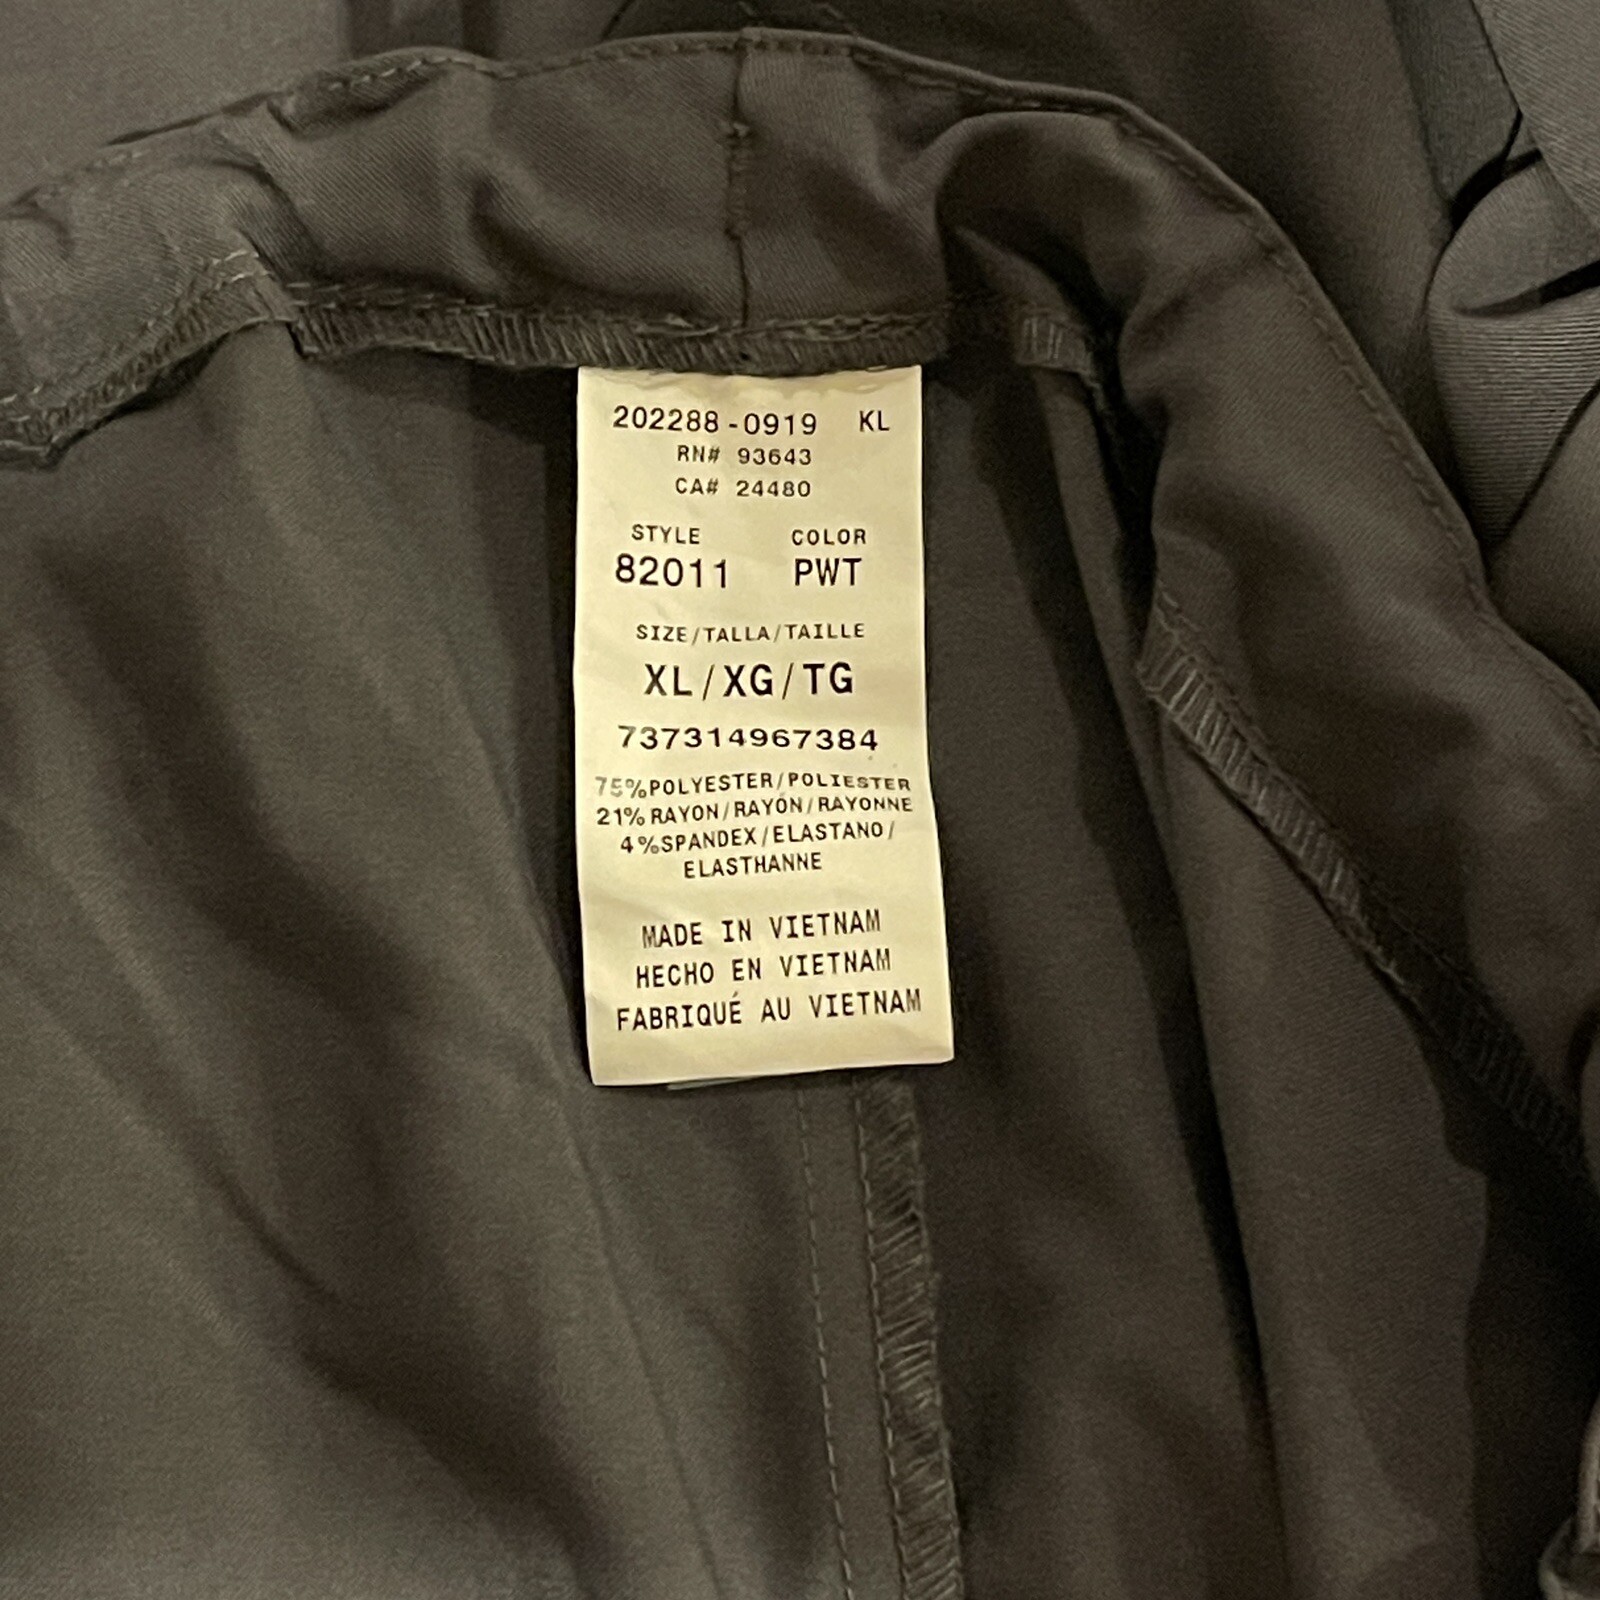 202288-0919 KL
RN# 93643
CA# 24480
STYLE COLOR
82011 PWT
SIZE/TALLA/TAILLE
XL/XG/TG
737314967384
75%POLYESTER/POLIESTER
21% RAYON/RAYÓN/RAYONNE
4%SPANDEX/ELASTANO/
ELASTHANNE
MADE IN VIETNAM
HECHO EN VIETNAM
FABRIQUÉ AU VIETNAM